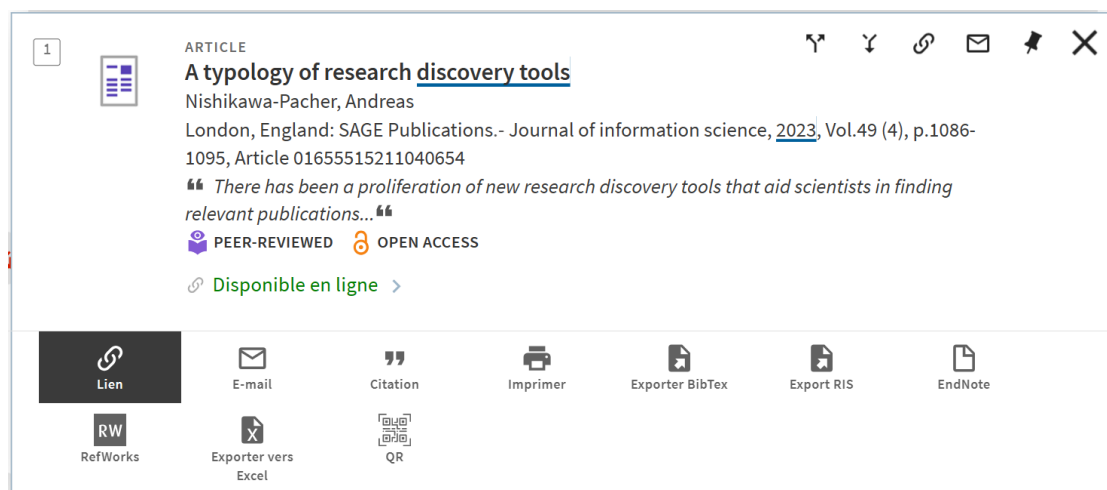 1
ARTICLE
A typology of research discovery tools
Nishikawa-Pacher, Andreas
London, England: SAGE Publications.- Journal of information science, 2023, Vol.49 (4), p.1086-
1095, Article 01655515211040654
❝ There has been a proliferation of new research discovery tools that aid scientists in finding
relevant publications...❝
PEER-REVIEWED OPEN ACCESS
Disponible en ligne
Lien E-mail Citation Imprimer Exporter BibTex Export RIS EndNote
RW
RefWorks Exporter vers QR
Excel